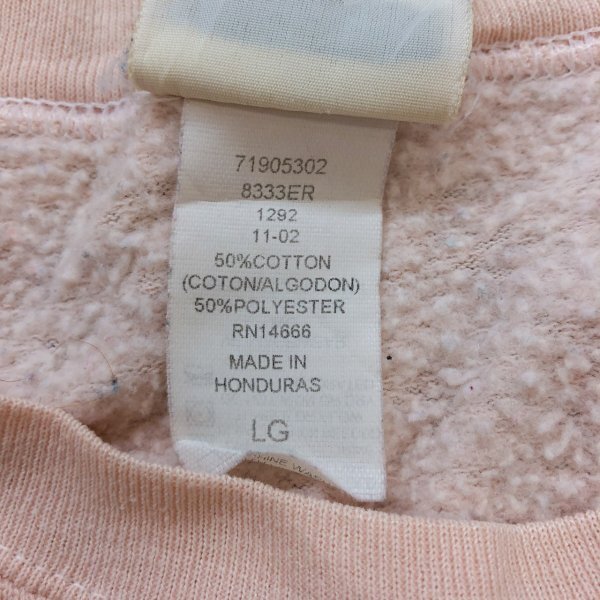 71905302
8333ER
1292
11-02
50%COTTON
(COTON/ALGODON)
50%POLYESTER
RN14666
MADE IN
HONDURAS
LG